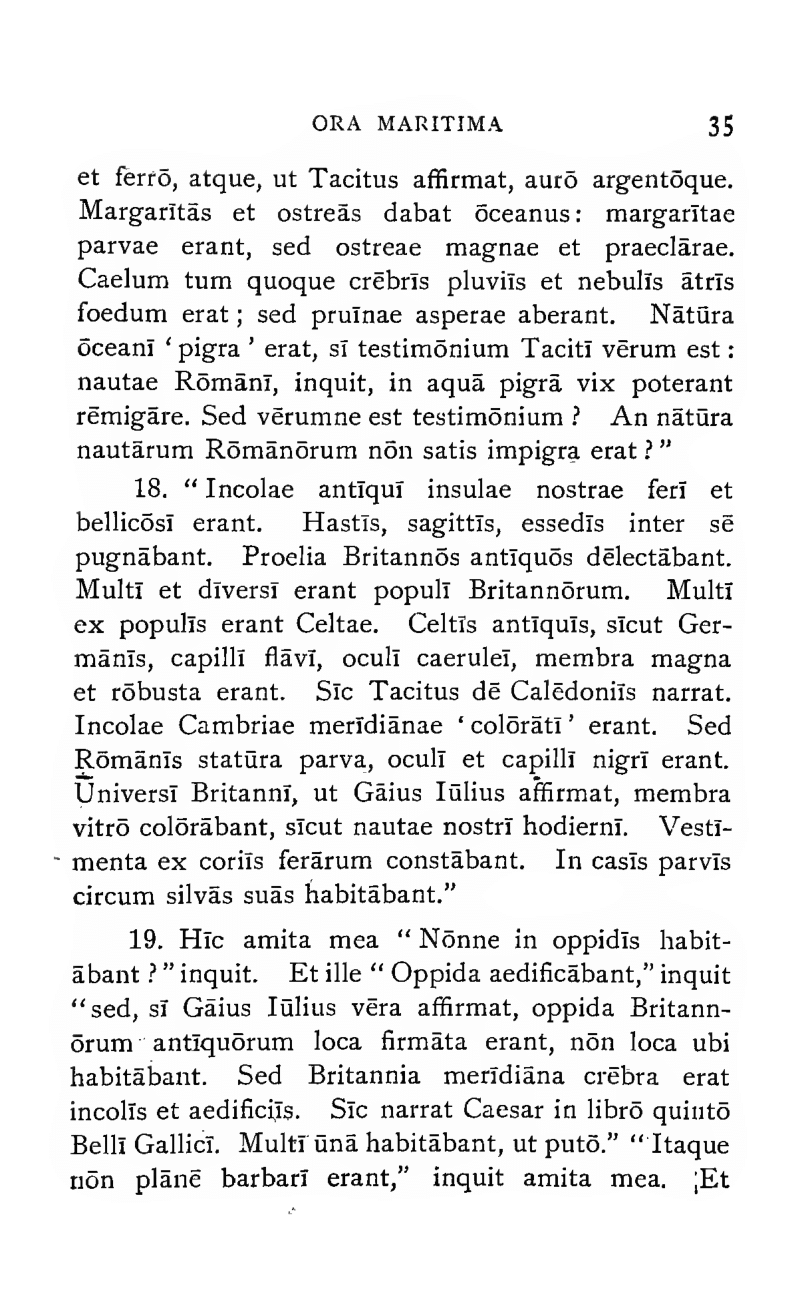 ORA MARITIMA 35
et ferrō, atque, ut Tacitus affirmat, aurō argentōque.
Margarītās et ostreās dabat ōceanus: margarītae
parvae erant, sed ostreae magnae et praeclārae.
Caelum tum quoque crēbrīs pluviīs et nebulīs ātrīs
foedum erat; sed pruīnae asperae aberant. Nātūra
ōceanī ‘pigra’ erat, sī testimōnium Tacitī vērum est:
nautae Rōmānī, inquit, in aquā pigrā vix poterant
rēmigāre. Sed vērumne est testimōnium? An nātūra
nautārum Rōmānōrum nōn satis impigra erat?”
18. “Incolae antīquī insulae nostrae ferī et
bellicōsī erant. Hastīs, sagittīs, essedīs inter sē
pugnābant. Proelia Britannōs antīquōs dēlectābant.
Multī et dīversī erant populī Britannōrum. Multī
ex populīs erant Celtae. Celtīs antīquīs, sīcut Ger-
mānīs, capillī flāvī, oculī caeruleī, membra magna
et rōbusta erant. Sīc Tacitus dē Calēdoniīs narrat.
Incolae Cambriae merīdiānae ‘colōrātī’ erant. Sed
Rōmānīs statūra parva, oculī et capillī nigrī erant.
Ūniversī Britannī, ut Gāius Iūlius affirmat, membra
vitrō colōrābant, sīcut nautae nostrī hodiernī. Vestī-
menta ex coriīs ferārum constābant. In casīs parvīs
circum silvās suās habitābant.”
19. Hīc amita mea “Nōnne in oppidīs habit-
ābant?” inquit. Et ille “Oppida aedificābant,” inquit
“sed, sī Gāius Iūlius vēra affirmat, oppida Britann-
ōrum antīquōrum loca firmāta erant, nōn loca ubi
habitābant. Sed Britannia merīdiāna crēbra erat
incolīs et aedificiīs. Sīc narrat Caesar in librō quintō
Bellī Gallicī. Multī ūnā habitābant, ut putō.” “Itaque
nōn plānē barbarī erant,” inquit amita mea. Et